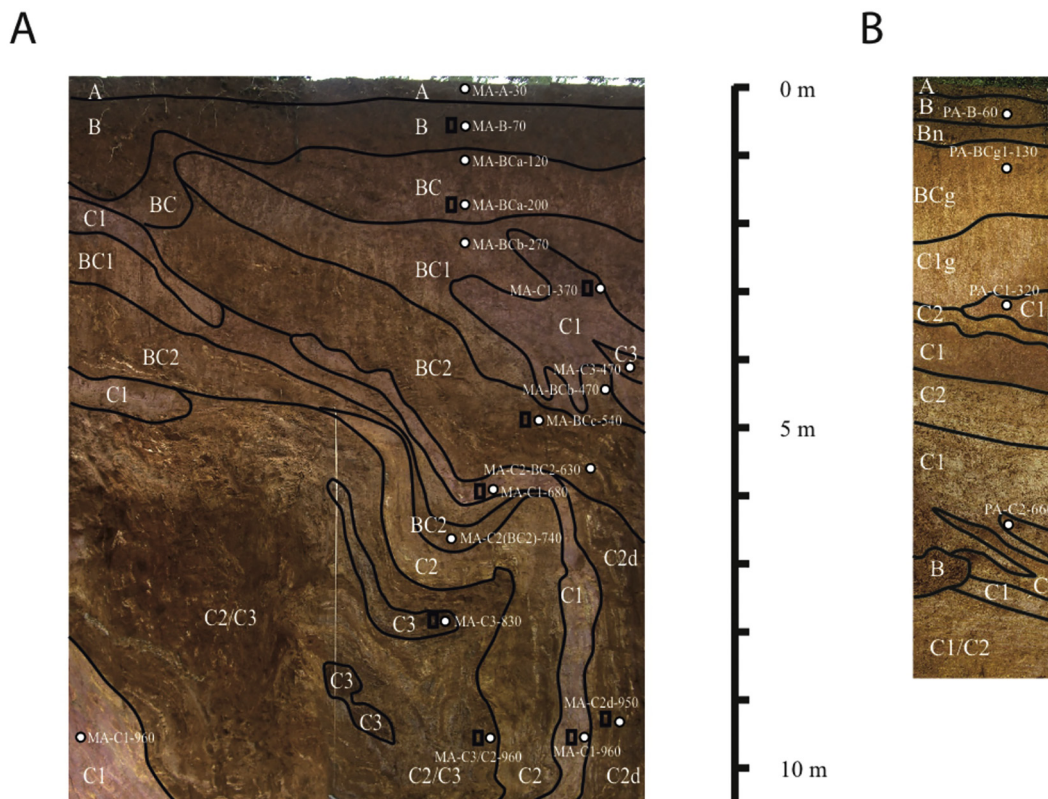 A
B
A
A
MA-A-30
B
B
MA-B-70
MA-BCa-120
BC
BC
MA-BCa-200
C1
MA-BCb-270
BC1
BC1
MA-C1-370
C1
C3
BC2
BC2
MA-C3-470
C1
MA-BCb-470
MA-BCc-540
MA-C2-BC2-630
MA-C1-680
BC2
MA-C2(BC2)-740
C2
C2d
C1
C2/C3
C3
MA-C3-830
C3
C3
MA-C2d-950
MA-C1-960
MA-C3/C2-960
MA-C1-960
C1
C2/C3
C2
C2d
0 m
5 m
10 m
A
B
PA-B-60
Bn
PA-BCg1-130
BCg
C1g
PA-C1-320
C2
C1
C1
C2
C1
PA-C2-660
B
C1
C
C1/C2